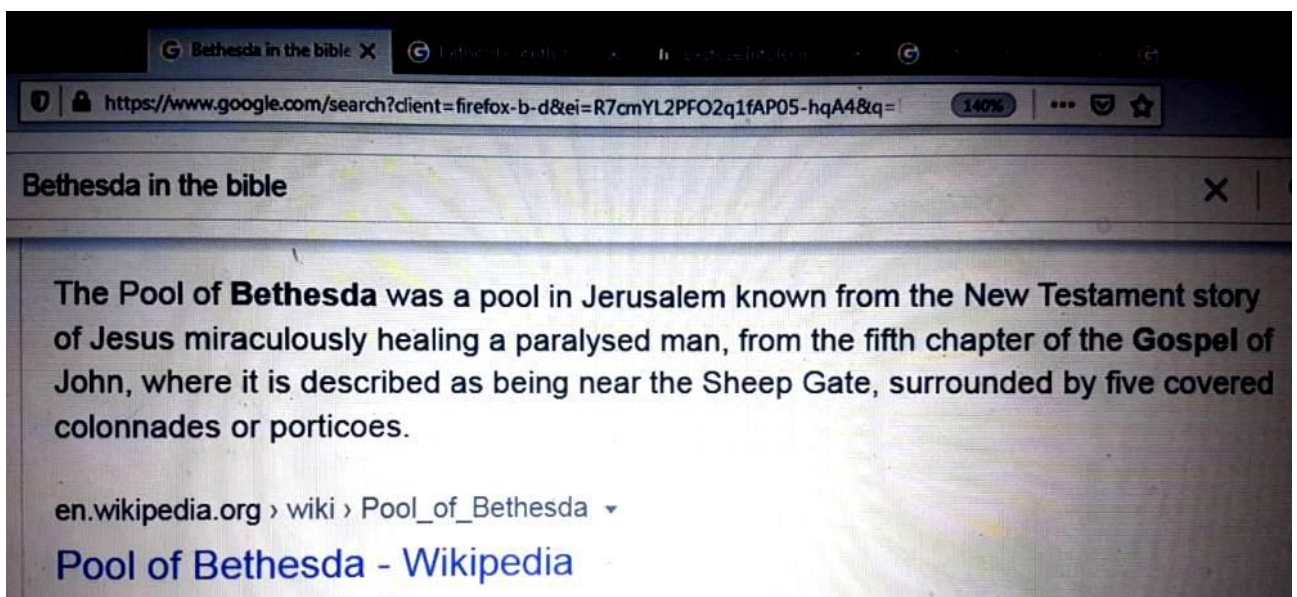 Bethesda in the bible
https://www.google.com/search?client=firefox-b-d&ei=R7cmYL2PFO2q1fAP05-hqA4&q=
140%
Bethesda in the bible
The Pool of Bethesda was a pool in Jerusalem known from the New Testament story
of Jesus miraculously healing a paralysed man, from the fifth chapter of the Gospel of
John, where it is described as being near the Sheep Gate, surrounded by five covered
colonnades or porticoes.
en.wikipedia.org › wiki › Pool_of_Bethesda
Pool of Bethesda - Wikipedia